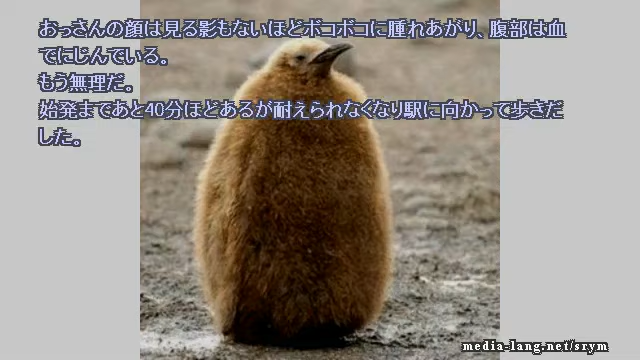 おっさんの顔は見る影もないほどボコボコに腫れあがり、腹部は血
でにじんでいる。
もう無理だ。
始発まであと40分ほどあるが耐えられなくなり駅に向かって歩きだ
した。
media-lang.net/srym